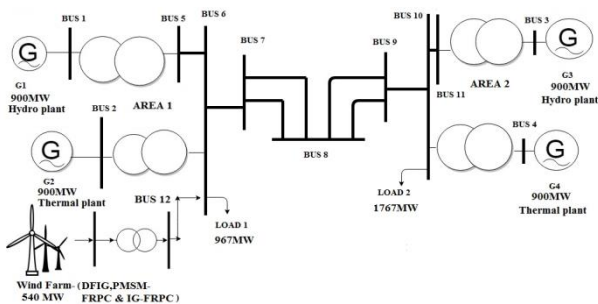 BUS 1
BUS 5
BUS 6
BUS 7
BUS 9
BUS 10
BUS 3
G
G1
900MW
Hydro plant
AREA 1
BUS 2
G
G2
900MW
Thermal plant
BUS 8
BUS 11
AREA 2
G
G3
900MW
Hydro plant
BUS 4
G
G4
900MW
Thermal plant
BUS 12
LOAD 1
967MW
LOAD 2
1767MW
Wind Farm-
540 MW
(DFIG,PMSM-
FRPC & IG-FRPC)